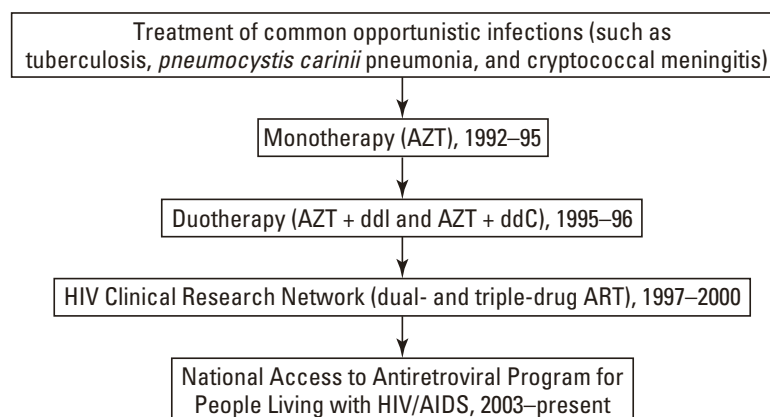 Treatment of common opportunistic infections (such as
tuberculosis, pneumocystis carinii pneumonia, and cryptococcal meningitis)
Monotherapy (AZT), 1992–95
Duotherapy (AZT + ddI and AZT + ddC), 1995–96
HIV Clinical Research Network (dual- and triple-drug ART), 1997–2000
National Access to Antiretroviral Program for
People Living with HIV/AIDS, 2003–present